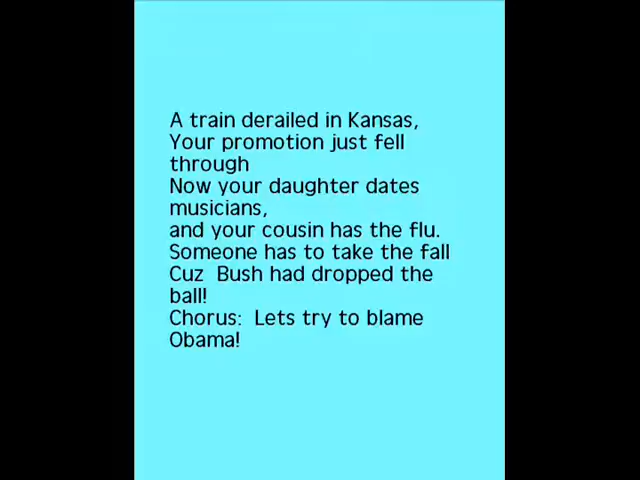 A train derailed in Kansas,
Your promotion just fell
through
Now your daughter dates
musicians,
and your cousin has the flu.
Someone has to take the fall
Cuz  Bush had dropped the
ball!
Chorus:  Lets try to blame
Obama!